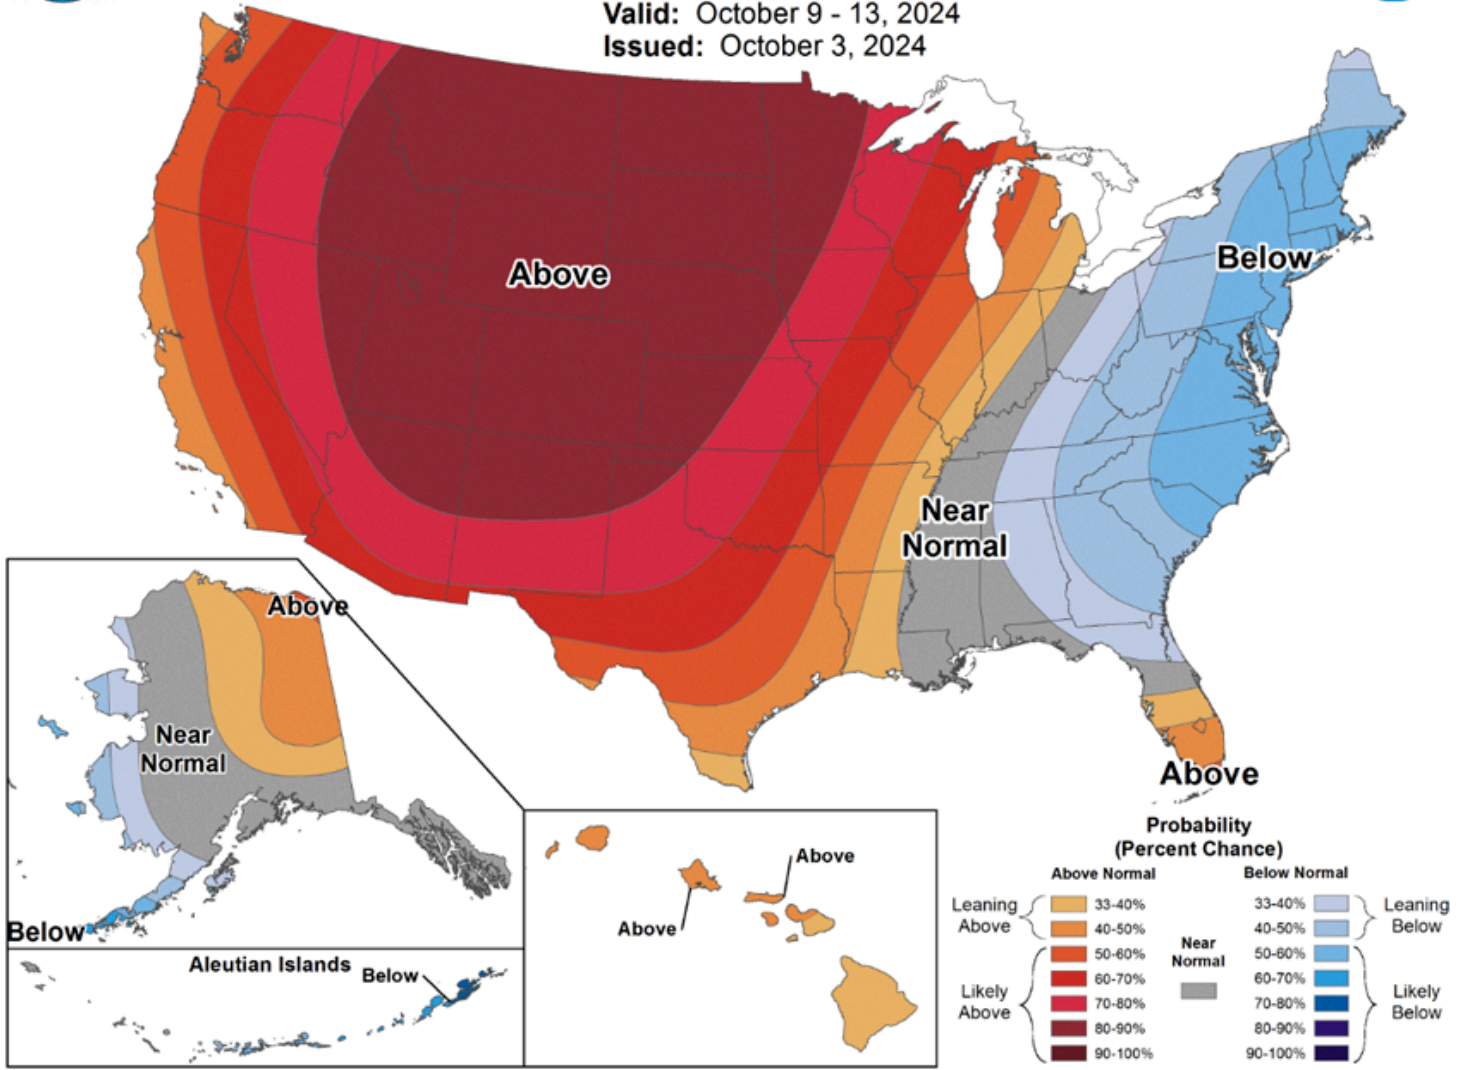 Valid: October 9 - 13, 2024
Issued: October 3, 2024
Above
Below
Near
Normal
Above
Above
Near
Normal
Below
Aleutian Islands
Below
Above
Above
Probability
(Percent Chance)
Above Normal
Below Normal
Leaning
Above
33-40%
40-50%
Likely
Above
50-60%
60-70%
70-80%
80-90%
90-100%
Near
Normal
33-40%
40-50%
Leaning
Below
50-60%
60-70%
70-80%
80-90%
90-100%
Likely
Below